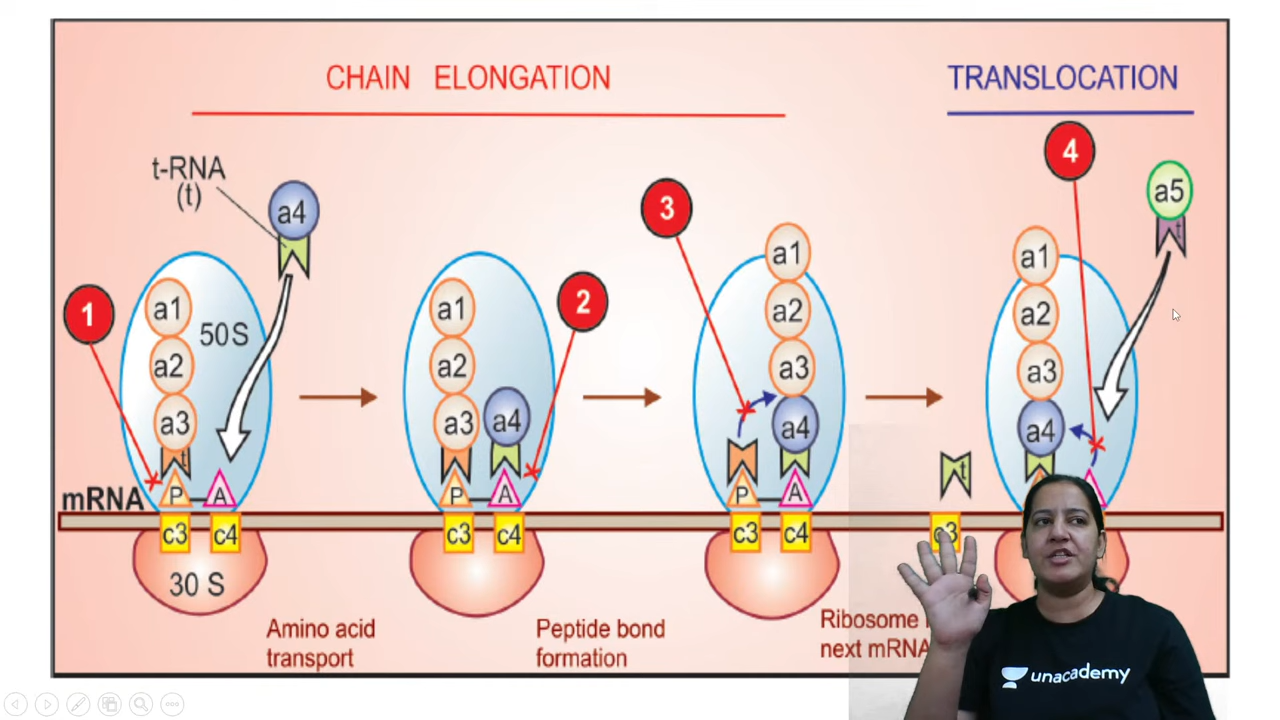 CHAIN ELONGATION
TRANSLOCATION
t-RNA
(t)
a4
1
a1
a2
a3
t
50 S
P
A
mRNA
c3
c4
30 S
Amino acid
transport
2
a1
a2
a3
a4
P
A
c3
c4
Peptide bond
formation
3
a1
a2
a3
a4
P
A
c3
c4
Ribosome
next mRNA
4
a5
t
a1
a2
a3
a4
t
c3
unacademy